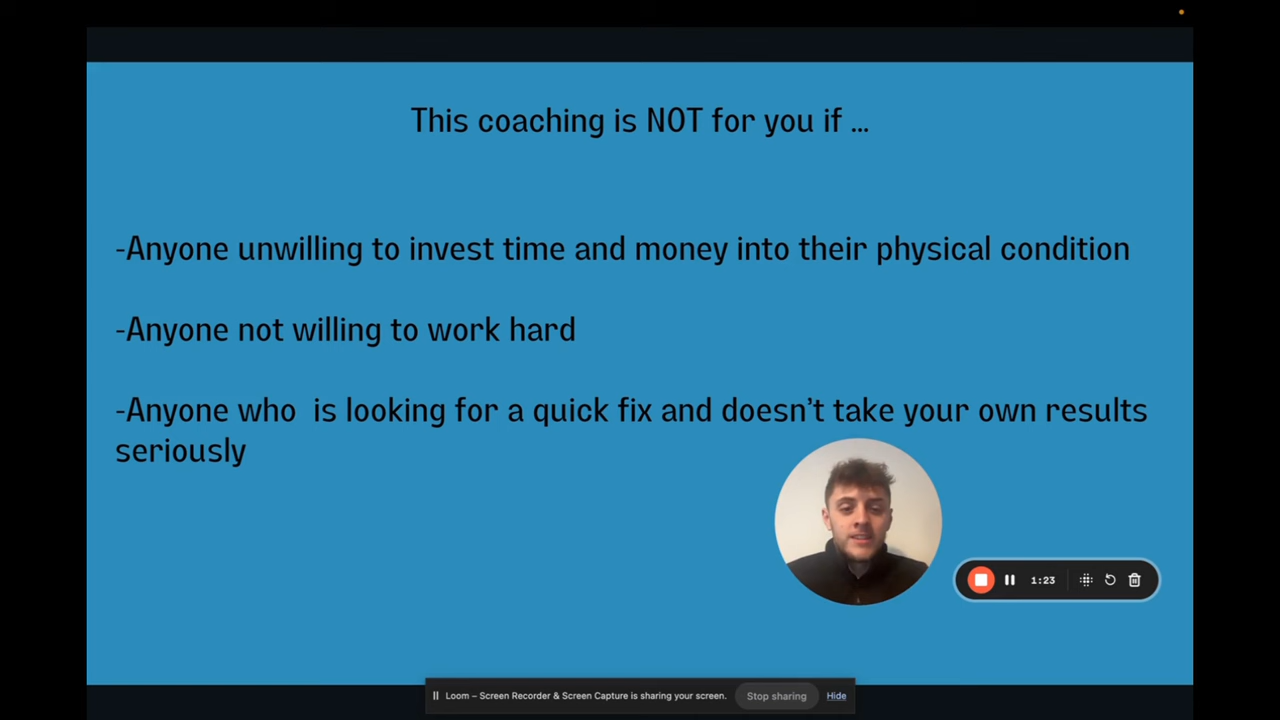 This coaching is NOT for you if ...
-Anyone unwilling to invest time and money into their physical condition
-Anyone not willing to work hard
-Anyone who  is looking for a quick fix and doesn't take your own results
seriously
1:23
Loom – Screen Recorder & Screen Capture is sharing your screen.
Stop sharing
Hide